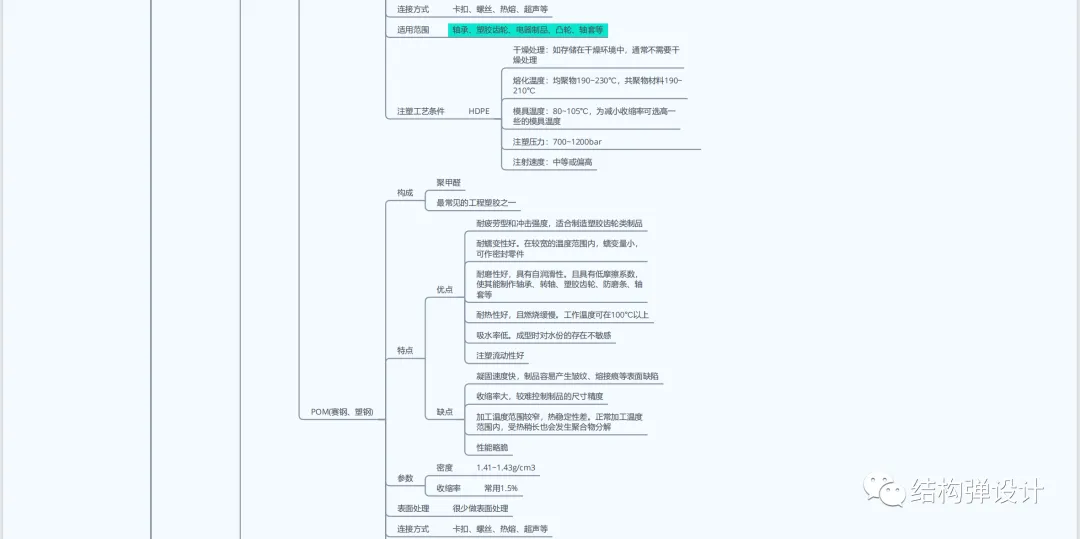 连接方式 卡扣、螺丝、热熔、超声等
适用范围 轴承、塑胶齿轮、电器制品、凸轮、轴套等
干燥处理：如存储在干燥环境中，通常不需要干
燥处理
熔化温度：均聚物190~230℃，共聚物材料190~
210℃
注塑工艺条件 HDPE
模具温度：80~105℃，为减小收缩率可选高一
些的模具温度
注塑压力：700~1200bar
注射速度：中等或偏高
构成
聚甲醛
最常见的工程塑胶之一
耐疲劳型和冲击强度，适合制造塑胶齿轮类制品
耐蠕变性好。在较宽的温度范围内，蠕变量小，
可作密封零件
耐磨性好，具有自润滑性。且具有低摩擦系数，
使其能制作轴承、转轴、塑胶齿轮、防磨条、轴
套等
优点
耐热性好，且燃烧缓慢。工作温度可在100℃以上
吸水率低。成型时对水份的存在不敏感
注塑流动性好
特点
凝固速度快，制品容易产生皱纹、熔接痕等表面缺陷
收缩率大，较难控制制品的尺寸精度
POM(赛钢、塑钢)
缺点
加工温度范围较窄，热稳定性差。正常加工温度
范围内，受热稍长也会发生聚合物分解
性能略脆
参数
密度 1.41~1.43g/cm3
收缩率 常用1.5%
表面处理 很少做表面处理
连接方式 卡扣、螺丝、热熔、超声等
结构弹设计